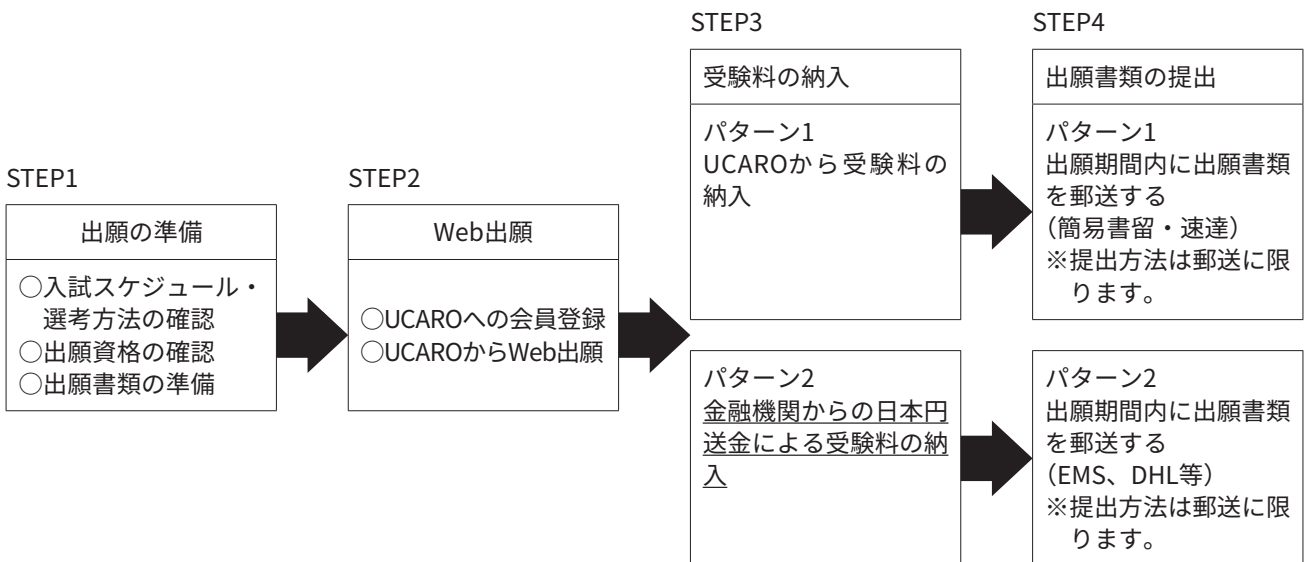 STEP1
出願の準備
○入試スケジュール・
選考方法の確認
○出願資格の確認
○出願書類の準備
STEP2
Web出願
○UCAROへの会員登録
○UCAROからWeb出願
STEP3
受験料の納入
パターン1
UCAROから受験料の
納入
パターン2
金融機関からの日本円
送金による受験料の納
入
STEP4
出願書類の提出
パターン1
出願期間内に出願書類
を郵送する
（簡易書留・速達）
※提出方法は郵送に限
ります。
パターン2
出願期間内に出願書類
を郵送する
（EMS、DHL等）
※提出方法は郵送に限
ります。